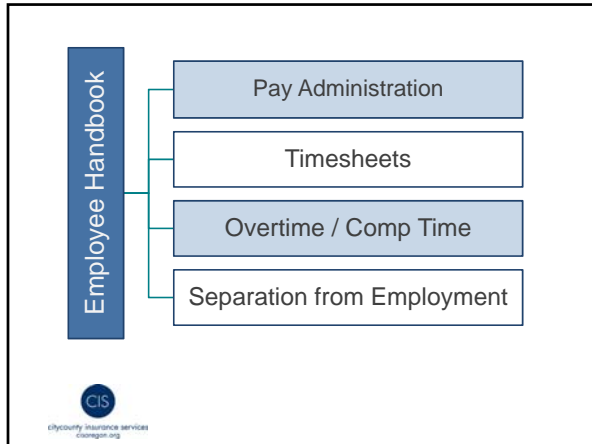 Employee Handbook
Pay Administration
Timesheets
Overtime / Comp Time
Separation from Employment
CIS
citycounty insurance services
cisoregon.org